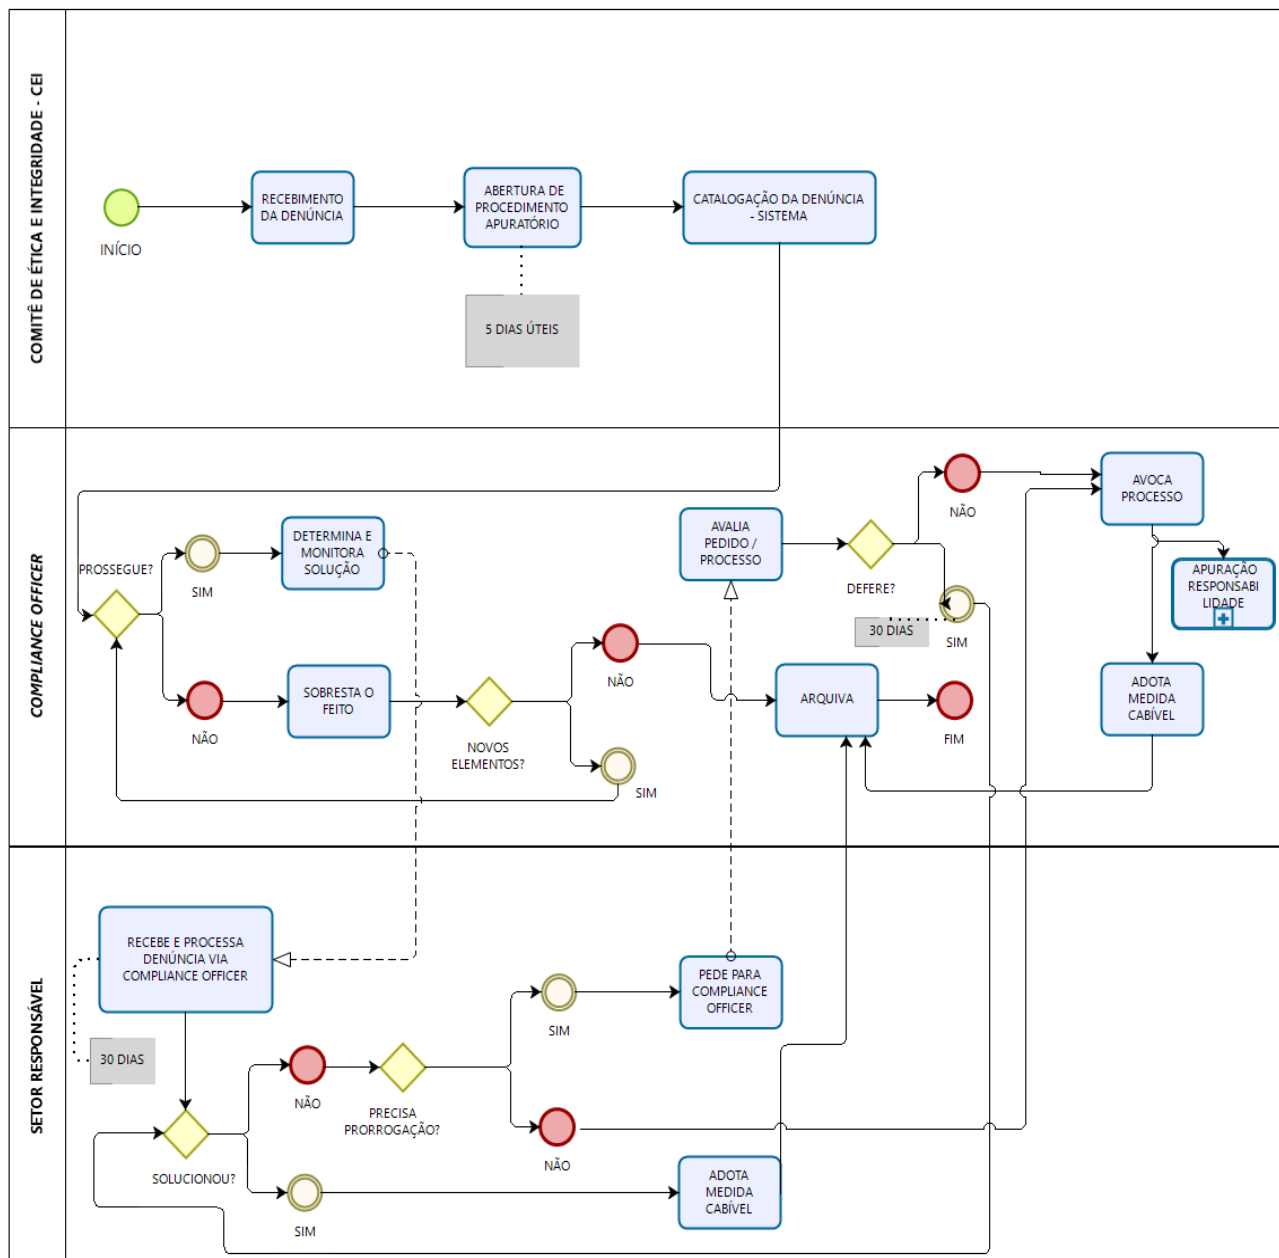 COMITÊ DE ÉTICA E INTEGRIDADE - CEI
INÍCIO
RECEBIMENTO
DA DENÚNCIA
ABERTURA DE
PROCEDIMENTO
APURATÓRIO
CATALOGAÇÃO DA DENÚNCIA
- SISTEMA
5 DIAS ÚTEIS
COMPLIANCE OFFICER
PROSSEGUE?
SIM
DETERMINA E
MONITORA
SOLUÇÃO
NÃO
SOBRESTA O
FEITO
NOVOS
ELEMENTOS?
NÃO
SIM
AVALIA
PEDIDO /
PROCESSO
DEFERE?
NÃO
30 DIAS
SIM
AVOCA
PROCESSO
APURAÇÃO
RESPONSABI
LIDADE
ARQUIVA
FIM
ADOTA
MEDIDA
CABÍVEL
SETOR RESPONSÁVEL
RECEBE E PROCESSA
DENÚNCIA VIA
COMPLIANCE OFFICER
30 DIAS
SOLUCIONOU?
NÃO
SIM
PRECISA
PRORROGAÇÃO?
SIM
NÃO
PEDE PARA
COMPLIANCE
OFFICER
ADOTA
MEDIDA
CABÍVEL